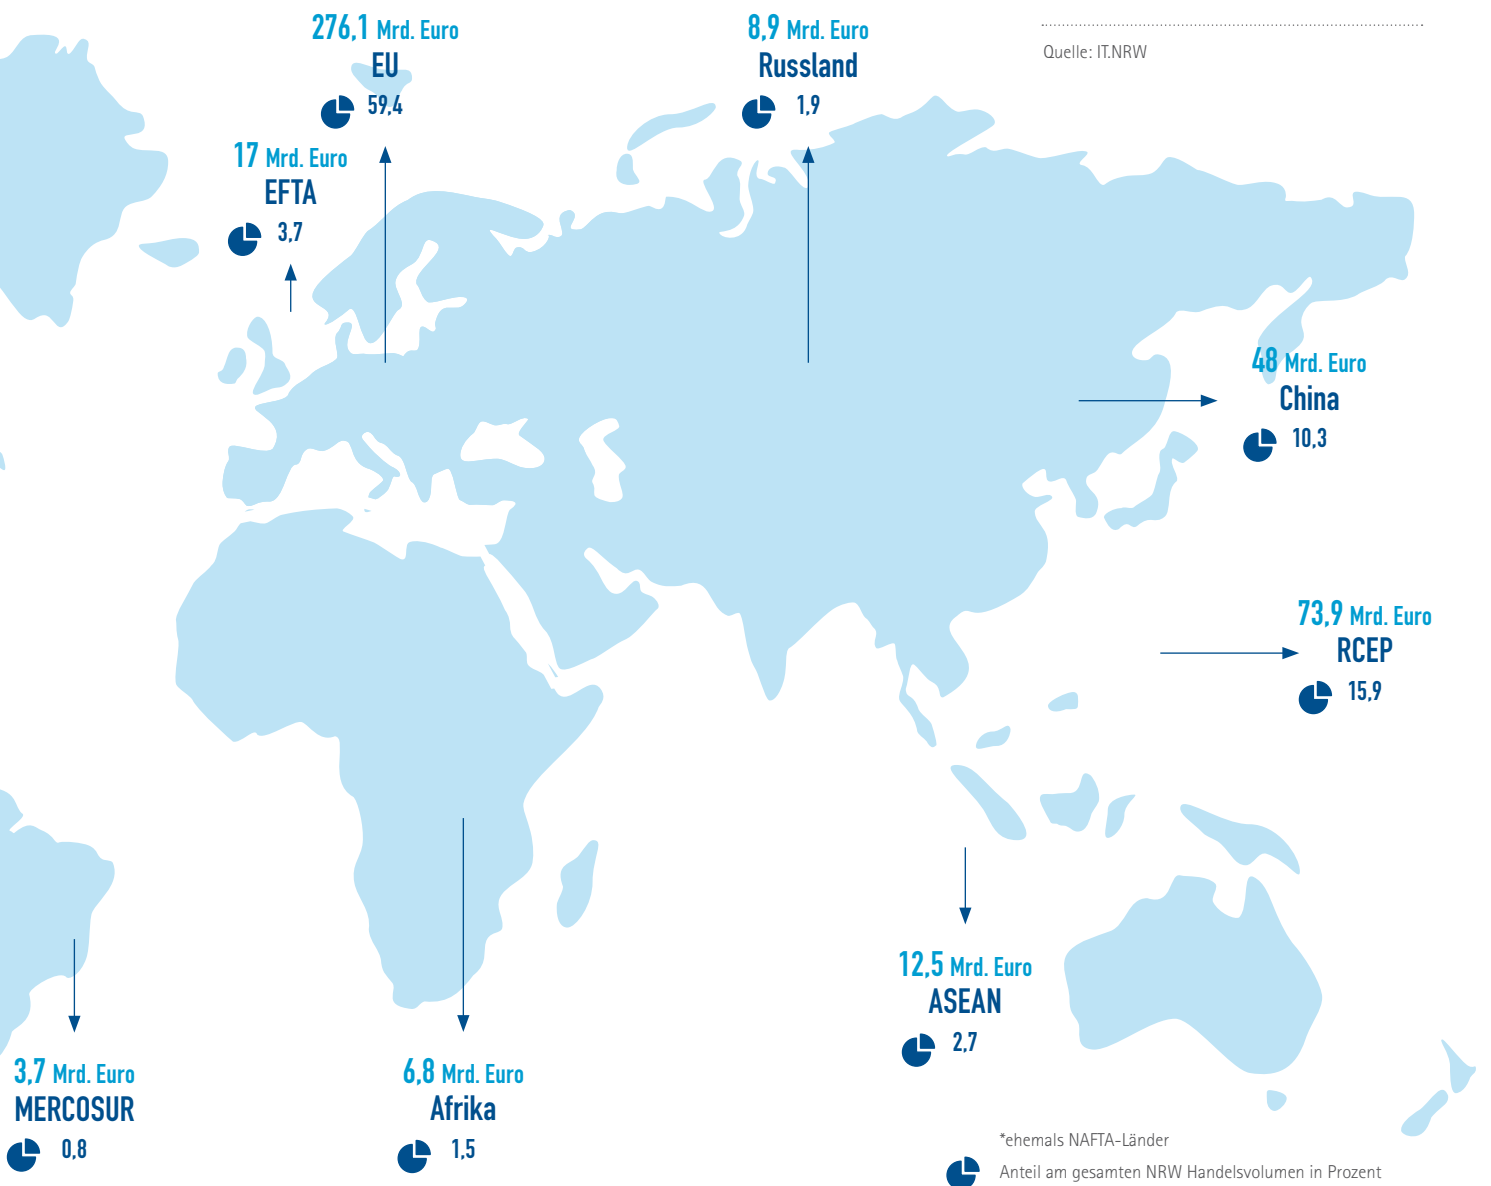 276,1 Mrd. Euro
EU
59,4
8,9 Mrd. Euro
Russland
1,9
Quelle: IT.NRW
17 Mrd. Euro
EFTA
3,7
48 Mrd. Euro
China
10,3
73,9 Mrd. Euro
RCEP
15,9
12,5 Mrd. Euro
ASEAN
2,7
3,7 Mrd. Euro
MERCOSUR
0,8
6,8 Mrd. Euro
Afrika
1,5
*ehemals NAFTA-Länder
Anteil am gesamten NRW Handelsvolumen in Prozent